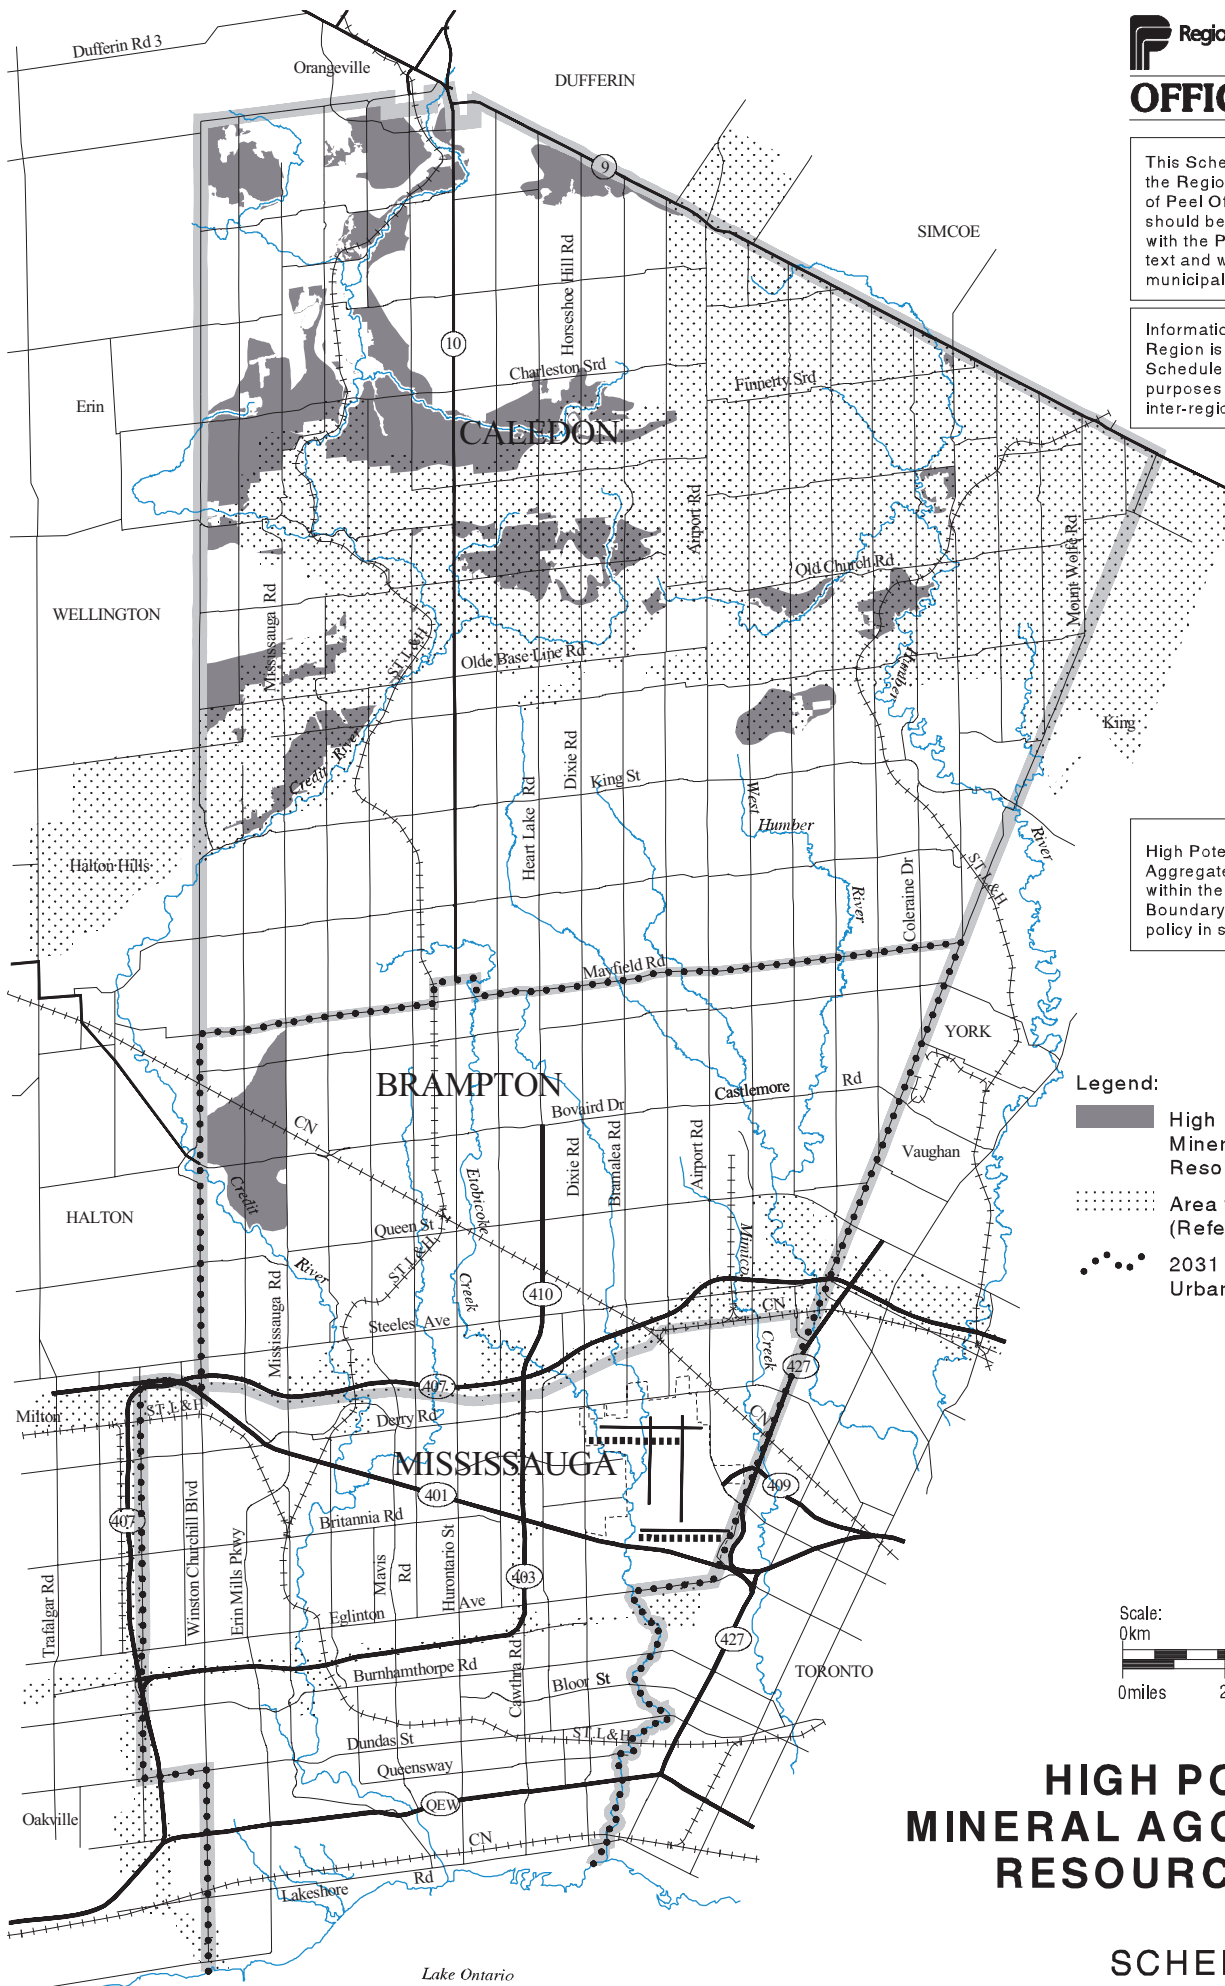 Dufferin Rd 3
Orangeville
DUFFERIN
9
SIMCOE
Horseshoe Hill Rd
10
Charleston Srd
Finnerty Srd
Erin
CALEDON
Airport Rd
Mount Wolfe Rd
Old Church Rd
WELLINGTON
Mississauga Rd
ST. L & H
Olde Base Line Rd
Humber
King
Credit River
Dixie Rd
Heart Lake Rd
King St
West
Humber
River
River
Halton Hills
ST. L & H
Coleraine Dr
Mayfield Rd
YORK
BRAMPTON
Castlemore Rd
Bovaird Dr
CN
Dixie Rd
Bramalea Rd
Airport Rd
Vaughan
Credit
River
Etobicoke
Creek
HALTON
Queen St
ST. L & H
Mimico
Creek
Mississauga Rd
410
CN
Steeles Ave
427
407
Milton
ST. L & H
Derry Rd
CN
MISSISSAUGA
401
409
407
Britannia Rd
Winston Churchill Blvd
Erin Mills Pkwy
Mavis
Rd
Hurontario St
403
Trafalgar Rd
Eglinton Ave
427
Burnhamthorpe Rd
Cawthra Rd
Bloor St
TORONTO
Dundas St
ST. L & H
Queensway
Oakville
QEW
CN
Lakeshore Rd
Lake Ontario
Regio
OFFIC
This Sche
the Regio
of Peel Of
should be
with the P
text and w
municipal
Informatio
Region is
Schedule
purposes
inter-regio
High Pote
Aggregate
within the
Boundary
policy in s
Legend:
High
Miner
Reso
Area
(Refe
2031
Urban
Scale:
0km
0miles 2
HIGH PO
MINERAL AGG
RESOURC
SCHE